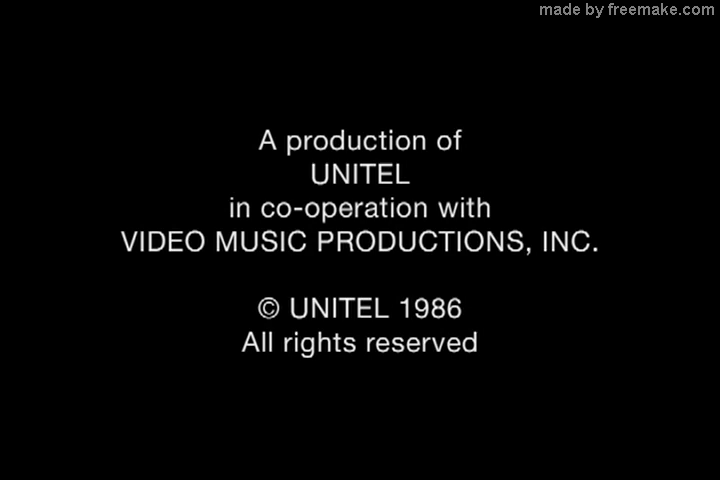 made by freemake.com
A production of
UNITEL
in co-operation with
VIDEO MUSIC PRODUCTIONS, INC.
© UNITEL 1986
All rights reserved